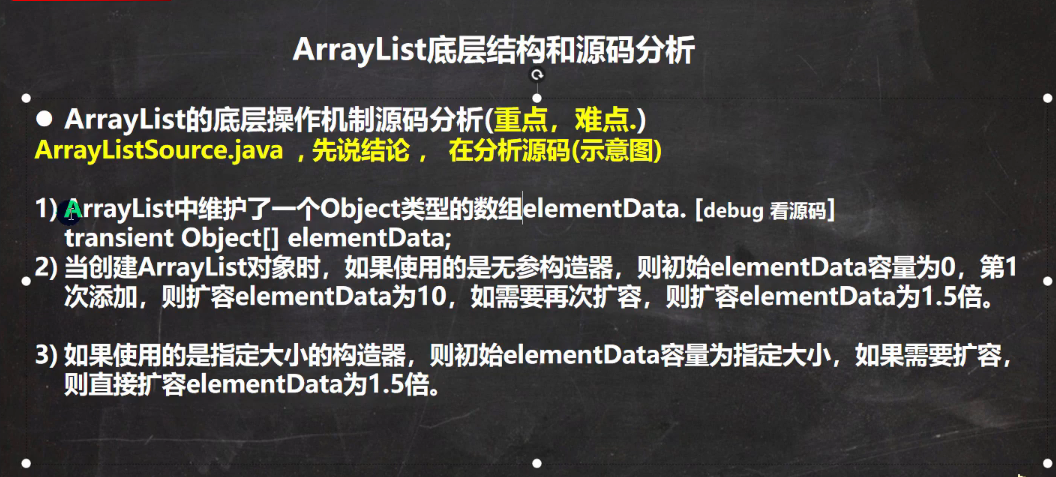 ArrayList底层结构和源码分析
● ArrayList的底层操作机制源码分析(重点，难点.)
ArrayListSource.java ，先说结论， 在分析源码(示意图)
1) ArrayList中维护了一个Object类型的数组elementData. [debug 看源码]
transient Object[] elementData;
2) 当创建ArrayList对象时，如果使用的是无参构造器，则初始elementData容量为0，第1
次添加，则扩容elementData为10，如需要再次扩容，则扩容elementData为1.5倍。
3) 如果使用的是指定大小的构造器，则初始elementData容量为指定大小，如果需要扩容，
则直接扩容elementData为1.5倍。